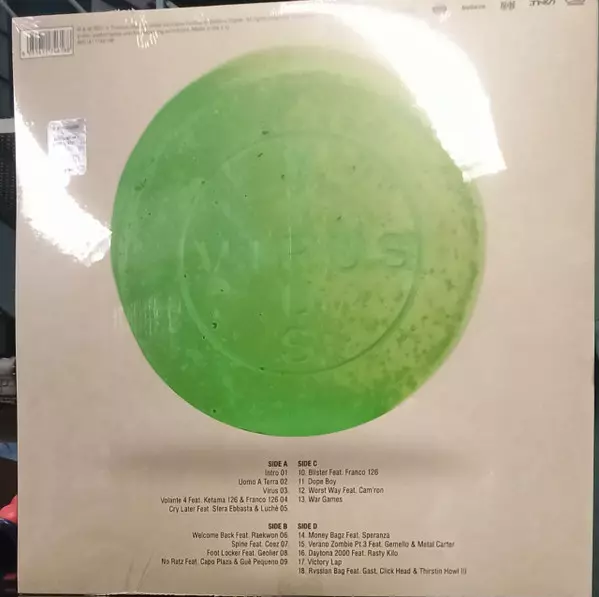 VIRUS
SIDE A
Intro 01
Uomo A Terra 02
Virus 03
Volante 4 Feat. Ketama 126 & Franco 126 04
Cry Later Feat. Sfera Ebbasta & Luchè 05
SIDE B
Welcome Back Feat. Raekwon 06
Spine Feat. Coez 07
Foot Locker Feat. Geolier 08
No Ratz Feat. Capo Plaza & Guè Pequeno 09
SIDE C
10. Blister Feat. Franco 126
11. Dope Boy
12. Worst Way Feat. Cam'ron
13. War Games
SIDE D
14. Money Bagz Feat. Speranza
15. Verano Zombie Pt.3 Feat. Gemello & Metal Carter
16. Daytona 2000 Feat. Rasty Kilo
17. Victory Lap
18. Rvssian Bag Feat. Gast, Click Head & Thirstin Howl III